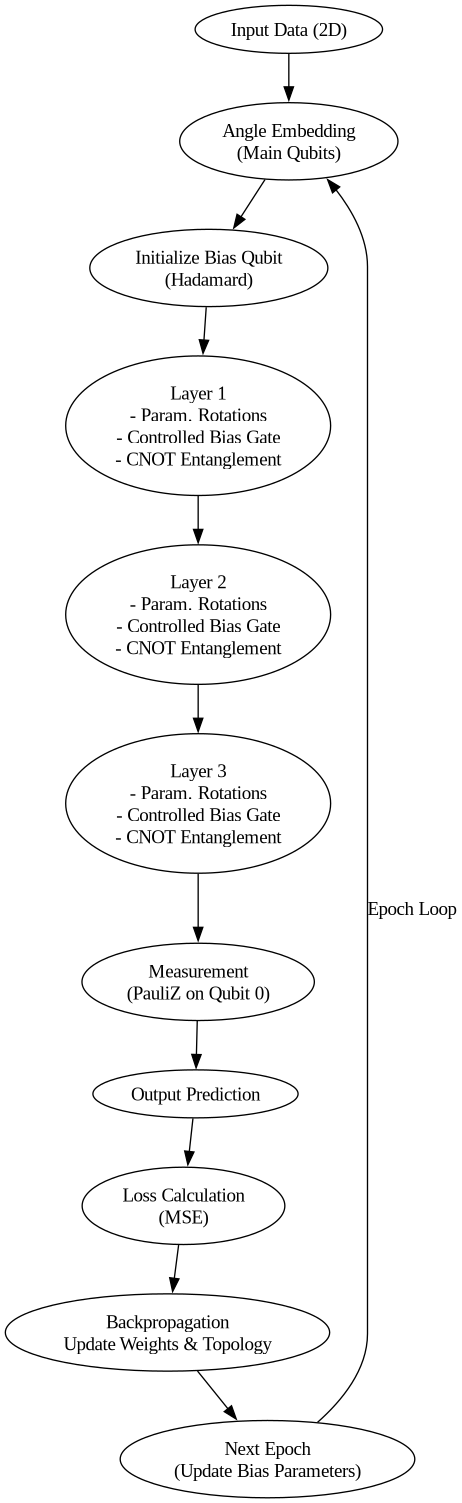 Input Data (2D)
Angle Embedding
(Main Qubits)
Initialize Bias Qubit
(Hadamard)
Layer 1
- Param. Rotations
- Controlled Bias Gate
- CNOT Entanglement
Layer 2
- Param. Rotations
- Controlled Bias Gate
- CNOT Entanglement
Layer 3
- Param. Rotations
- Controlled Bias Gate
- CNOT Entanglement
Epoch Loop
Measurement
(PauliZ on Qubit 0)
Output Prediction
Loss Calculation
(MSE)
Backpropagation
Update Weights & Topology
Next Epoch
(Update Bias Parameters)